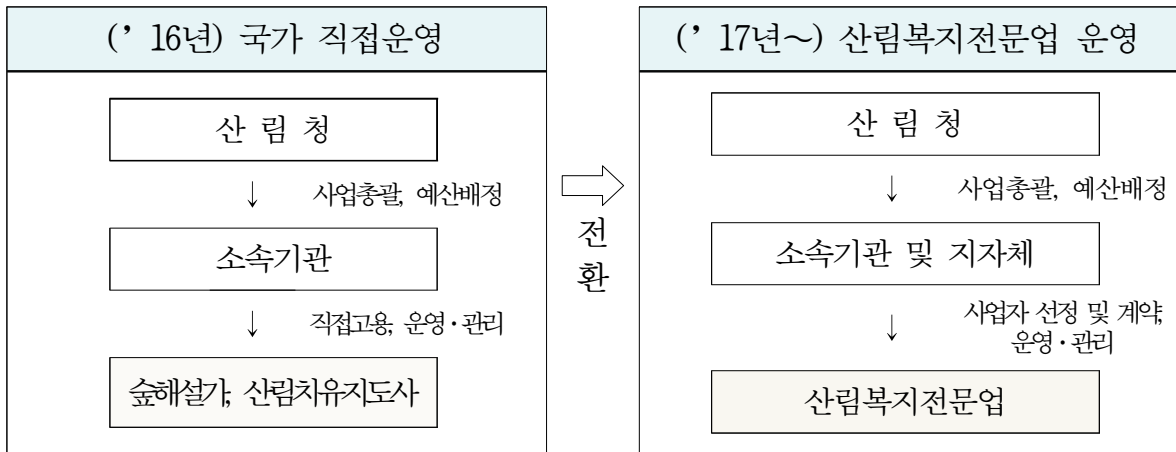 (’ 16년) 국가 직접운영
산 림 청
↓ 사업총괄, 예산배정
소속기관
↓ 직접고용, 운영·관리
숲해설가, 산림치유지도사
전
환
(’ 17년~) 산림복지전문업 운영
산 림 청
↓ 사업총괄, 예산배정
소속기관 및 지자체
↓ 사업자 선정 및 계약,
운영·관리
산림복지전문업